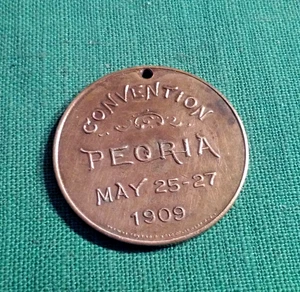 CONVENTION
PEORIA
MAY 25-27
1909